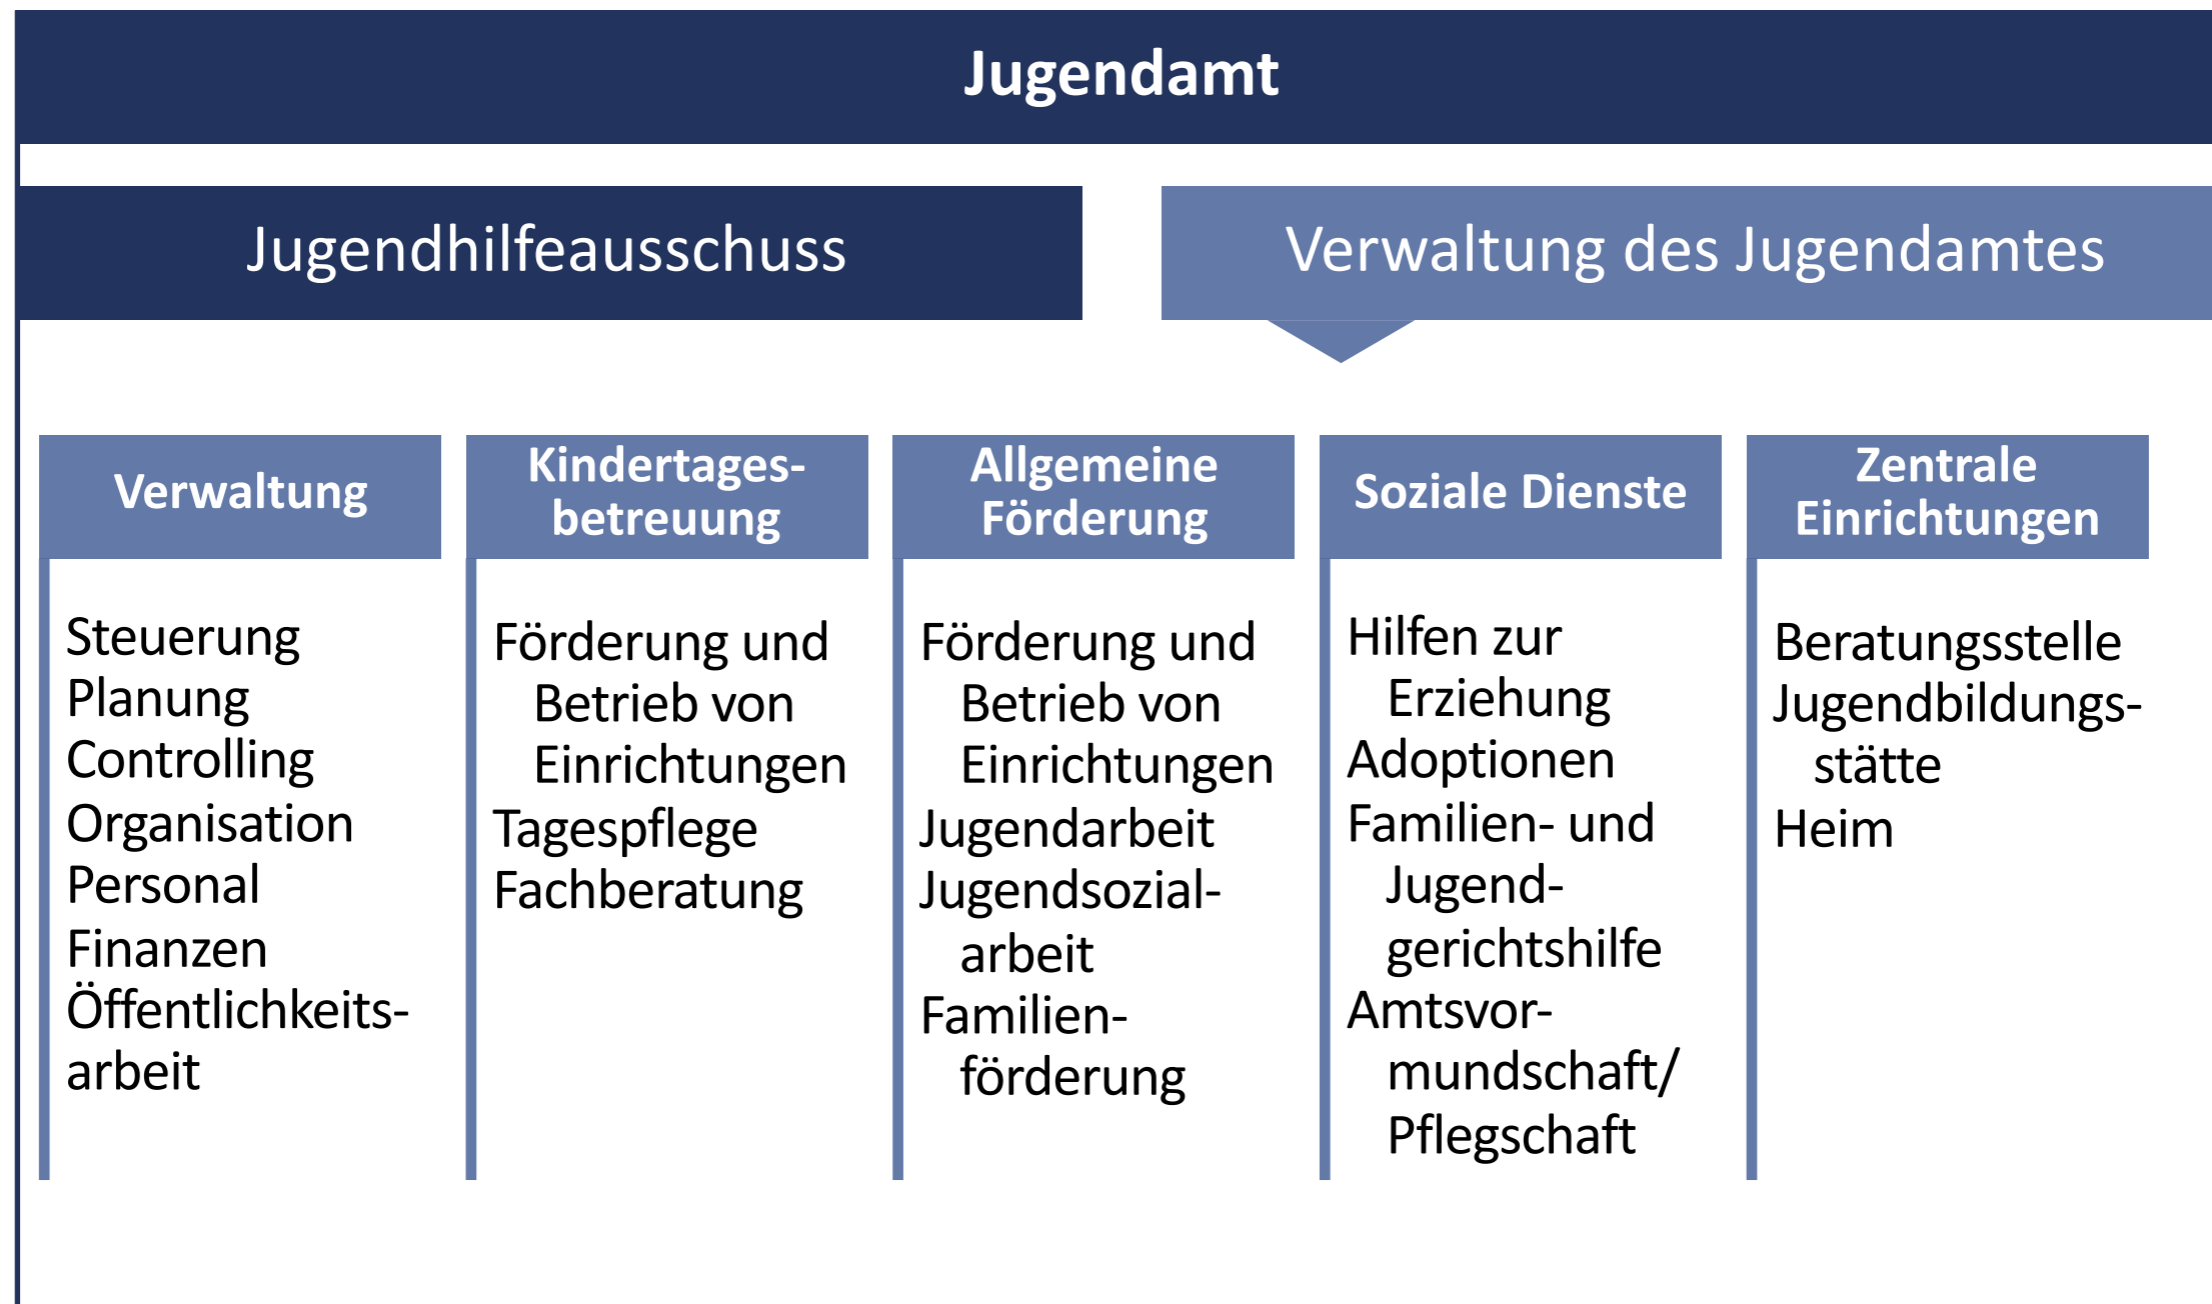 Jugendamt
Jugendhilfeausschuss
Verwaltung des Jugendamtes
Verwaltung
Steuerung
Planung
Controlling
Organisation
Personal
Finanzen
Öffentlichkeits-
arbeit
Kindertages-
betreuung
Förderung und
Betrieb von
Einrichtungen
Tagespflege
Fachberatung
Allgemeine
Förderung
Förderung und
Betrieb von
Einrichtungen
Jugendarbeit
Jugendsozial-
arbeit
Familien-
förderung
Soziale Dienste
Hilfen zur
Erziehung
Adoptionen
Familien- und
Jugend-
gerichtshilfe
Amtsvor-
mundschaft/
Pflegschaft
Zentrale
Einrichtungen
Beratungsstelle
Jugendbildungs-
stätte
Heim